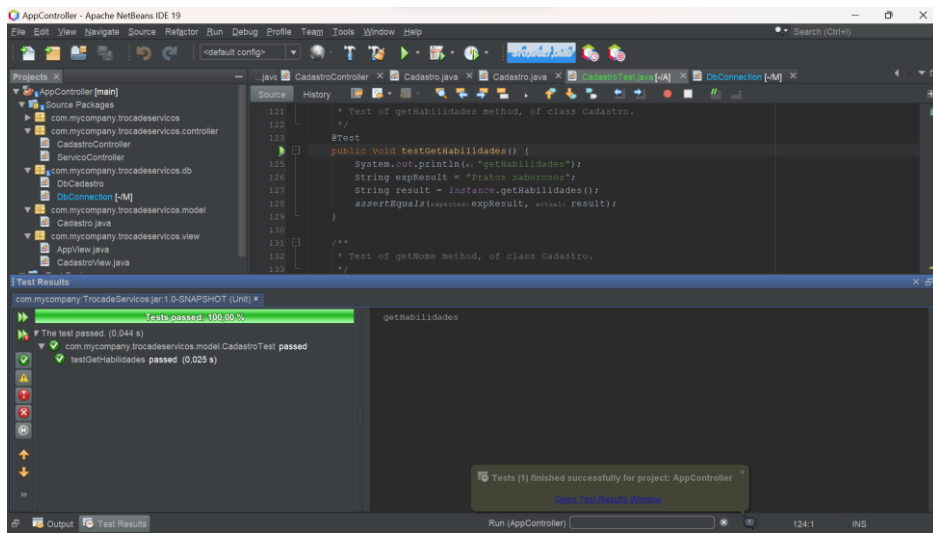 AppController - Apache NetBeans IDE 19
File Edit View Navigate Source Refactor Run Debug Profile Team Tools Window Help
Search (Ctrl+I)
<default config>
Projects
...java CadastroController Cadastro.java Cadastro.java CadastroTest.java [-/A] DbConnection [-/M]
AppController [main]
Source Packages
com.mycompany.trocadeservicos
com.mycompany.trocadeservicos.controller
CadastroController
ServicoController
com.mycompany.trocadeservicos.db
DbCadastro
DbConnection [-/M]
com.mycompany.trocadeservicos.model
Cadastro.java
com.mycompany.trocadeservicos.view
AppView.java
CadastroView.java
Source History
121 * Test of getHabilidades method, of class Cadastro.
122 */
123 @Test
public void testGetHabilidades() {
125 System.out.println(x: "getHabilidades");
126 String expResult = "Pratos saborosos";
127 String result = instance.getHabilidades();
128 assertEquals(expected: expResult, actual: result);
129 }
130
131 /**
132 * Test of getNome method, of class Cadastro.
133 */
Test Results
com.mycompany:TrocadeServicos:jar:1.0-SNAPSHOT (Unit)
Tests passed: 100,00 %
The test passed. (0.044 s)
com.mycompany.trocadeservicos.model.CadastroTest passed
testGetHabilidades passed (0,025 s)
getHabilidades
Tests (1) finished successfully for project: AppController
Open Test Results Window
Output Test Results
Run (AppController)
124:1 INS